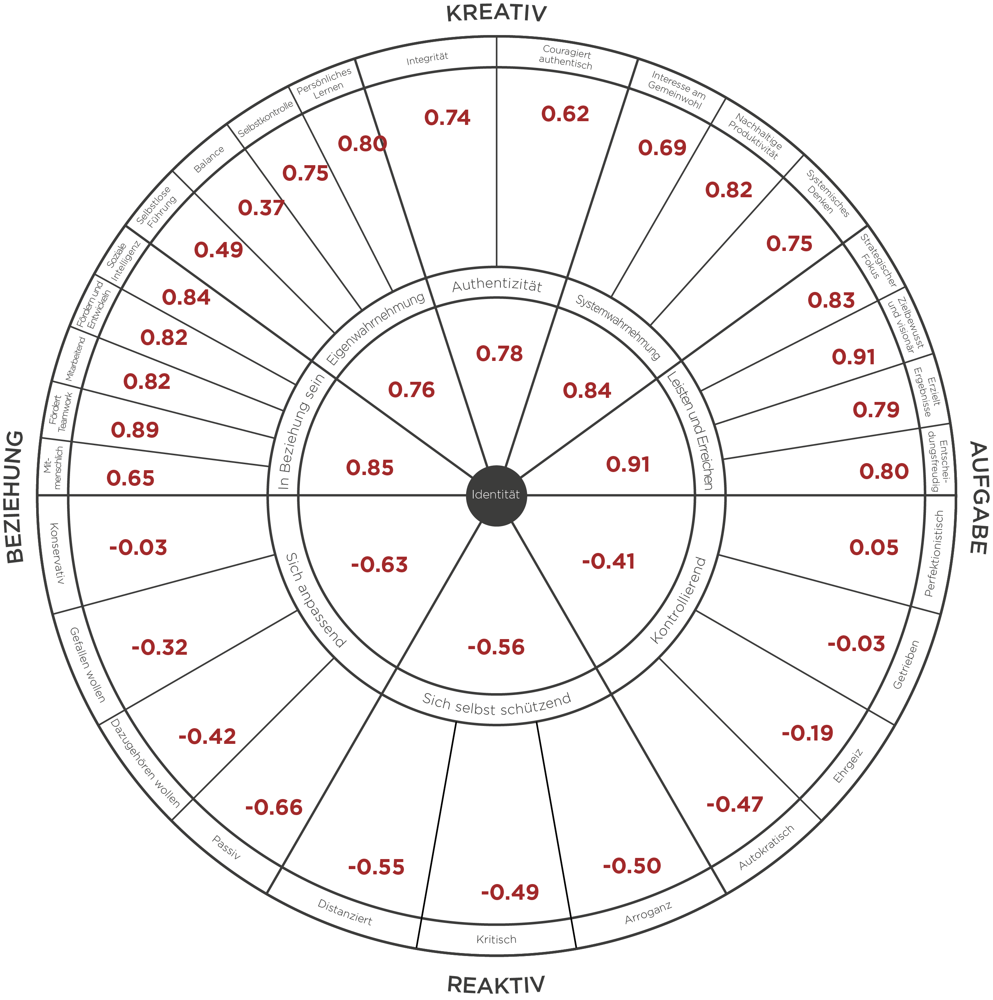 KREATIV
Integrität
Couragiert
authentisch
Interesse am
Gemeinwohl
Nachhaltige
Produktivität
Systemisches
Denken
Strategischer
Fokus
Zielbewusst
und visionär
Erzielt
Ergebnisse
Entschei-
dungsfreudig
AUFGABE
Perfektionistisch
Getrieben
Ehrgeiz
Autokratisch
Arroganz
Kritisch
Distanziert
Passiv
Dazugehören wollen
Gefallen wollen
Konservativ
BEZIEHUNG
Mit-
menschlich
Fördert
Teamwork
Mitarbeitend
Fördern und
Entwickeln
Soziale
Intelligenz
Selbstlose
Führung
Balance
Selbstkontrolle
Persönliches
Lernen
0.74
0.62
0.69
0.82
0.75
0.83
0.91
0.79
0.80
0.05
-0.03
-0.19
-0.47
-0.50
-0.49
-0.55
-0.66
-0.42
-0.32
-0.03
0.65
0.89
0.82
0.82
0.84
0.49
0.37
0.75
0.80
Authentizität
Systemwahrnehmung
Leisten und Erreichen
Kontrollierend
Sich selbst schützend
Sich anpassend
In Beziehung sein
Eigenwahrnehmung
0.78
0.84
0.91
-0.41
-0.56
-0.63
0.85
0.76
Identität
REAKTIV